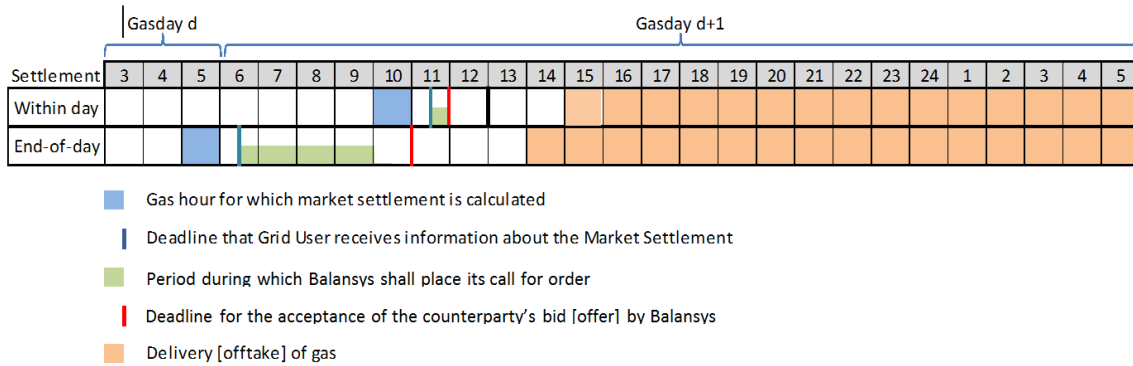 Gasday d
Gasday d+1
Settlement 3 4 5 6 7 8 9 10 11 12 13 14 15 16 17 18 19 20 21 22 23 24 1 2 3 4 5
Within day
End-of-day
Gas hour for which market settlement is calculated
Deadline that Grid User receives information about the Market Settlement
Period during which Balansys shall place its call for order
Deadline for the acceptance of the counterparty's bid [offer] by Balansys
Delivery [offtake] of gas